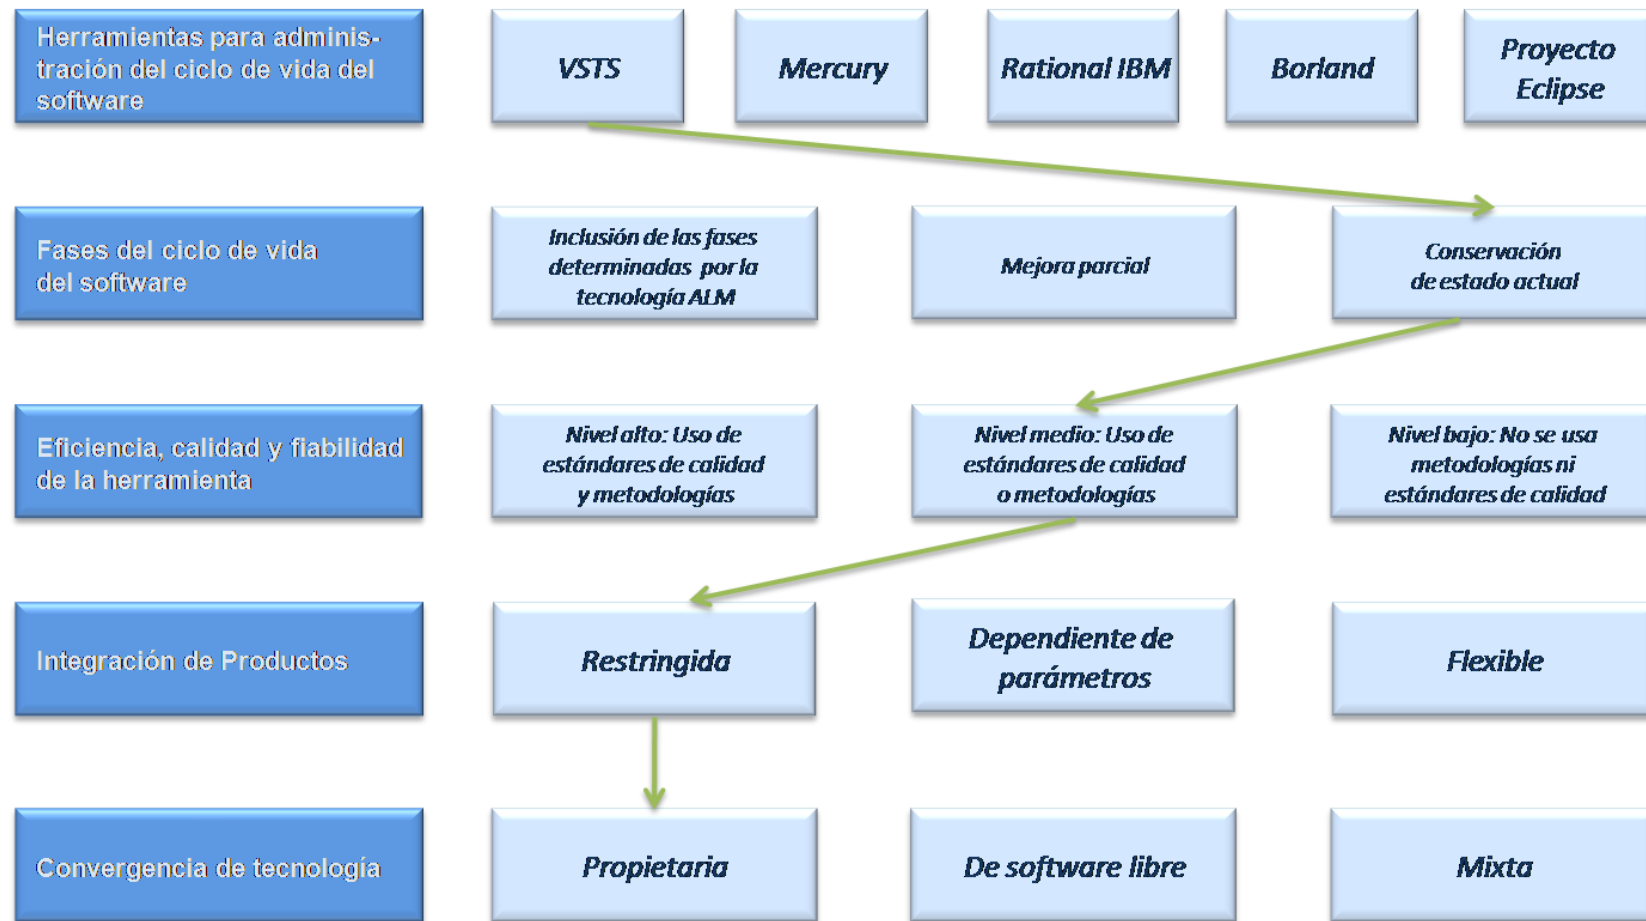 Herramientas para adminis-
tración del ciclo de vida del
software
VSTS
Mercury
Rational IBM
Borland
Proyecto
Eclipse
Fases del ciclo de vida
del software
Inclusión de las fases
determinadas por la
tecnología ALM
Mejora parcial
Conservación
de estado actual
Eficiencia, calidad y fiabilidad
de la herramienta
Nivel alto: Uso de
estándares de calidad
y metodologías
Nivel medio: Uso de
estándares de calidad
o metodologías
Nivel bajo: No se usa
metodologías ni
estándares de calidad
Integración de Productos
Restringida
Dependiente de
parámetros
Flexible
Convergencia de tecnología
Propietaria
De software libre
Mixta